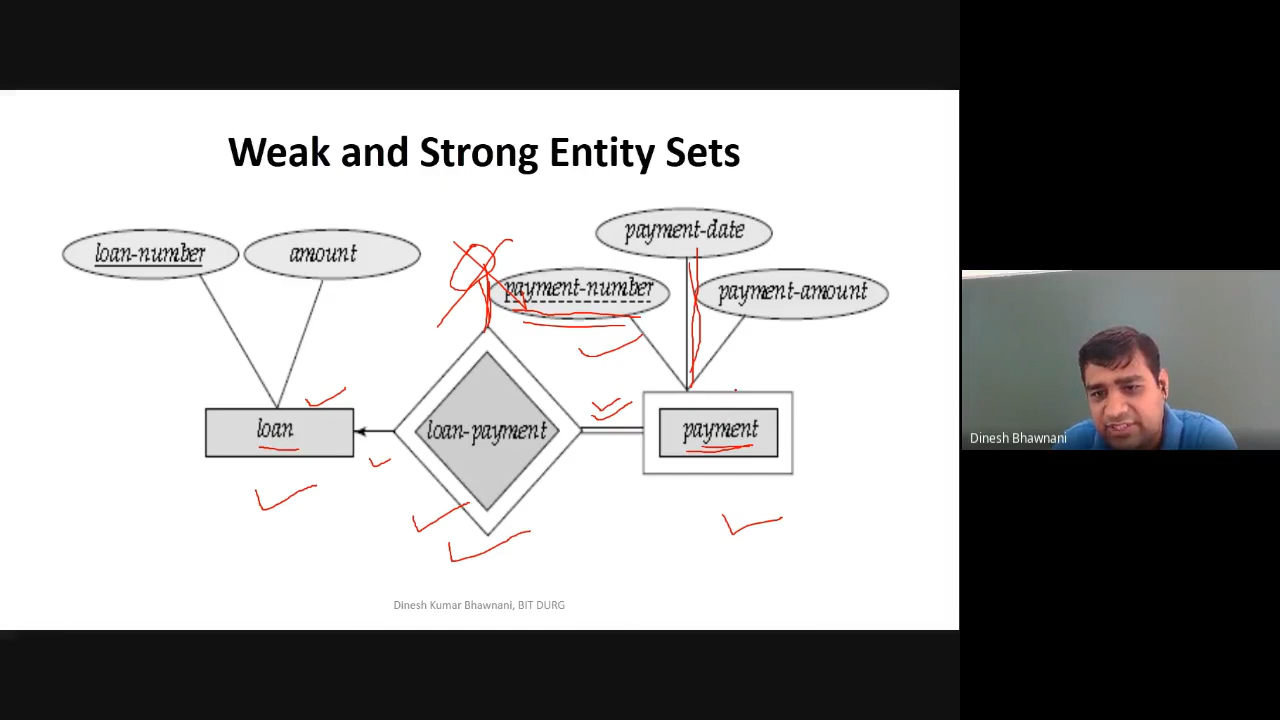 Weak and Strong Entity Sets
payment-date
loan-number
amount
payment-number
payment-amount
loan
loan-payment
payment
Dinesh Bhawnani
Dinesh Kumar Bhawnani, BIT DURG